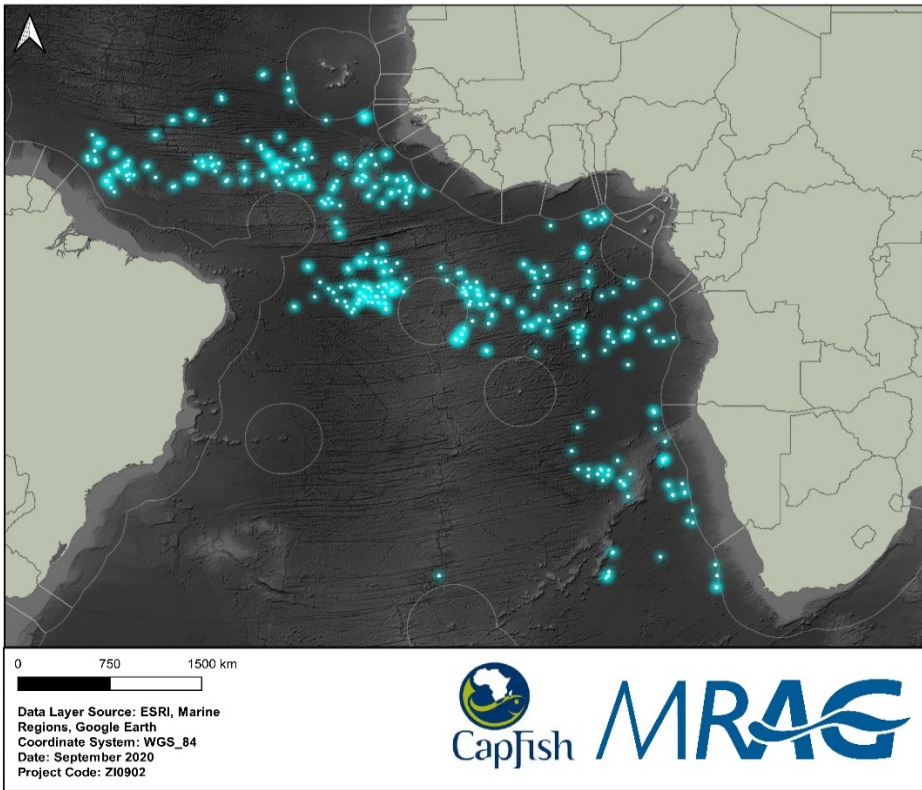 0 750 1500 km
Data Layer Source: ESRI, Marine
Regions, Google Earth
Coordinate System: WGS_84
Date: September 2020
Project Code: ZI0902
CapFish
MRAG